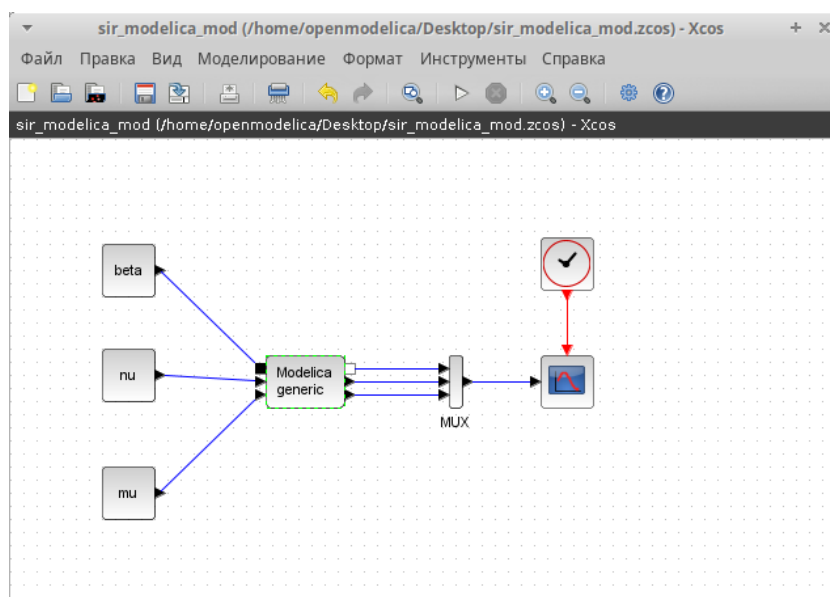 sir_modelica_mod (/home/openmodelica/Desktop/sir_modelica_mod.zcos) - Xcos
Файл Правка Вид Моделирование Формат Инструменты Справка
sir_modelica_mod (/home/openmodelica/Desktop/sir_modelica_mod.zcos) - Xcos
beta
nu
Modelica
generic
MUX
mu